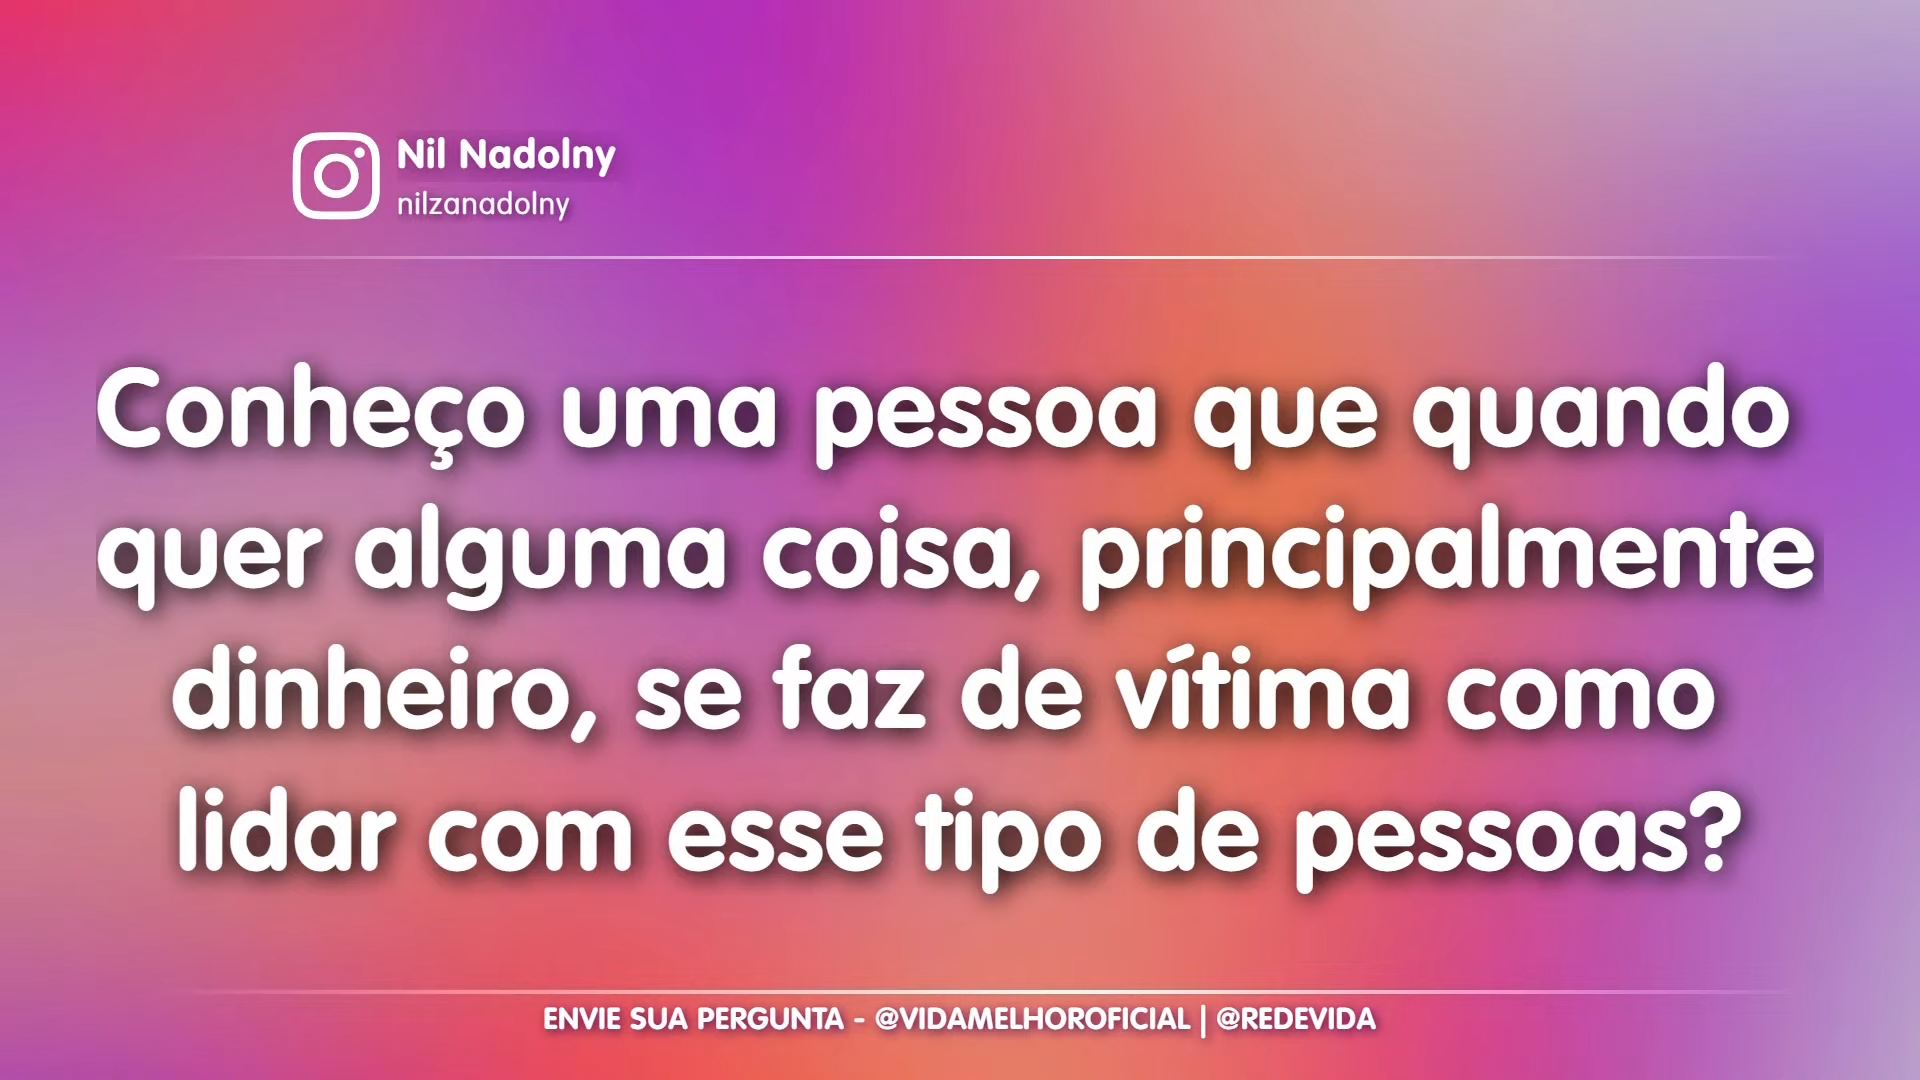 Nil Nadolny
nilzanadolny
Conheço uma pessoa que quando
quer alguma coisa, principalmente
dinheiro, se faz de vítima como
lidar com esse tipo de pessoas?
ENVIE SUA PERGUNTA - @VIDAMELHOROFICIAL | @REDEVIDA